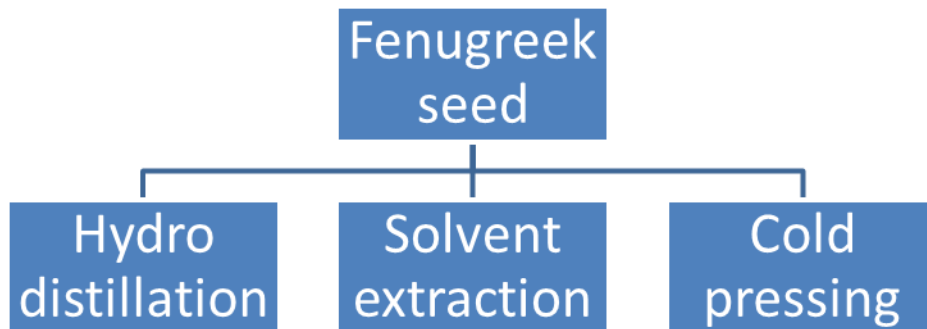 Fenugreek
seed
Hydro
distillation
Solvent
extraction
Cold
pressing